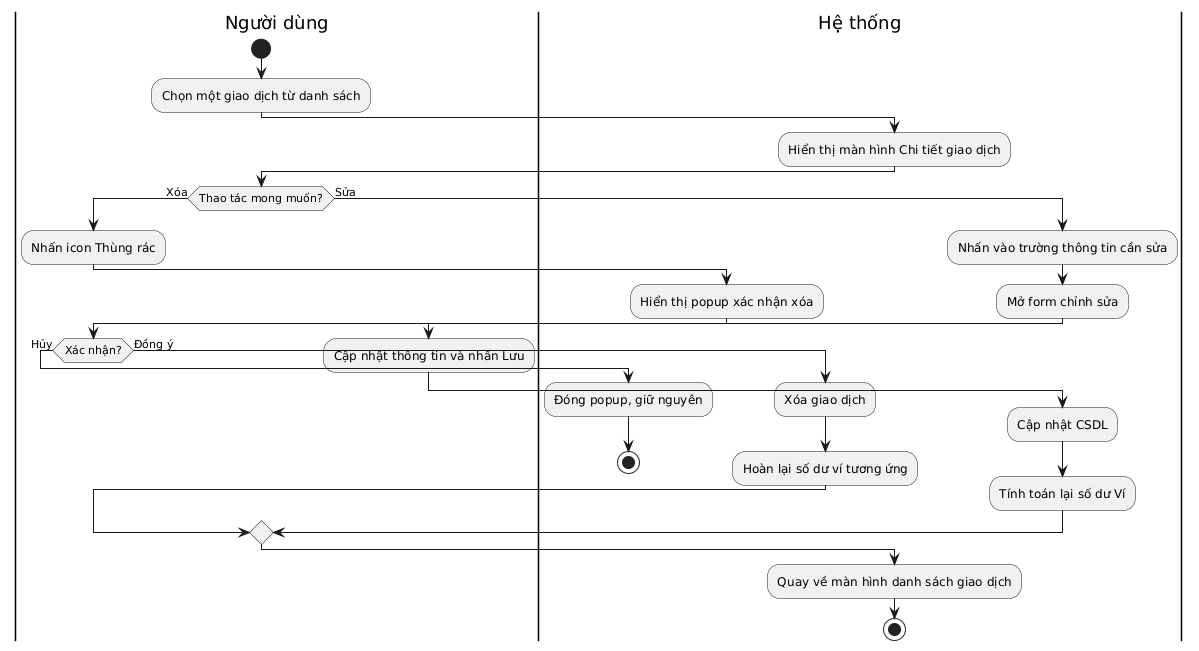 Người dùng
Hệ thống
Chọn một giao dịch từ danh sách
Hiển thị màn hình Chi tiết giao dịch
Xóa
Thao tác mong muốn?
Sửa
Nhấn icon Thùng rác
Nhấn vào trường thông tin cần sửa
Hiển thị popup xác nhận xóa
Mở form chỉnh sửa
Hủy
Xác nhận?
Đồng ý
Cập nhật thông tin và nhấn Lưu
Đóng popup, giữ nguyên
Xóa giao dịch
Cập nhật CSDL
Hoàn lại số dư ví tương ứng
Tính toán lại số dư Ví
Quay về màn hình danh sách giao dịch